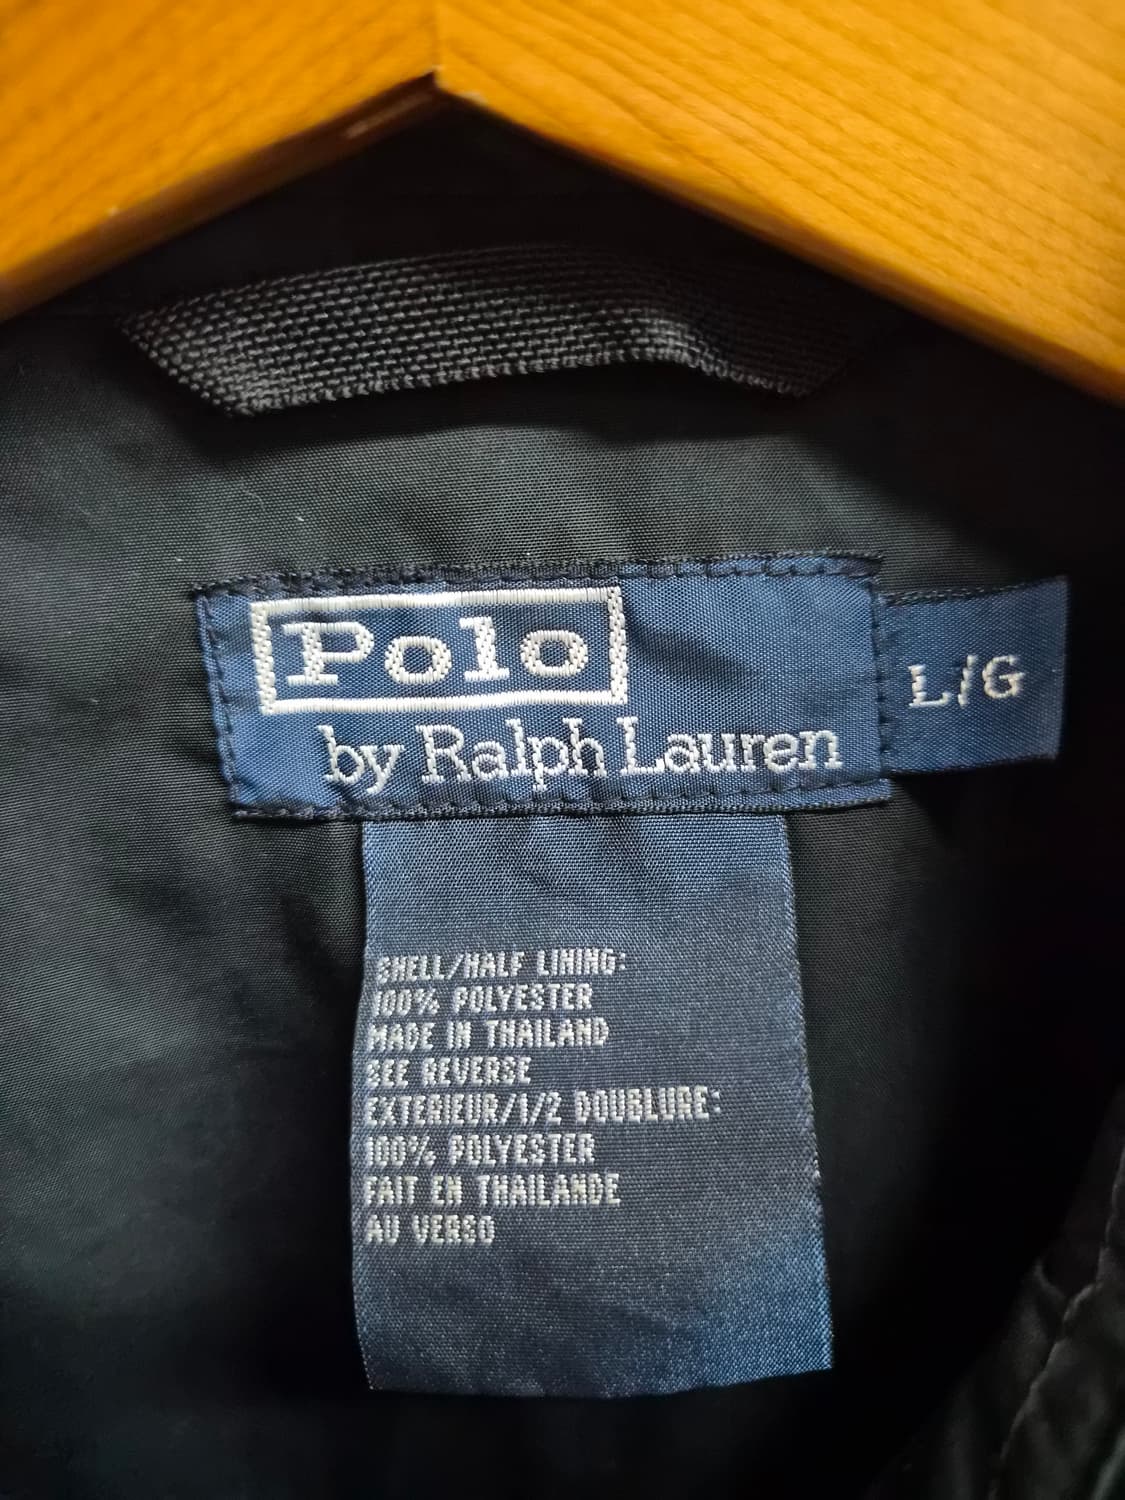 Polo
by Ralph Lauren
L/G
SHELL/HALF LINING:
100% POLYESTER
MADE IN THAILAND
SEE REVERSE
EXTERIEUR/1/2 DOUBLURE:
100% POLYESTER
FAIT EN THAILANDE
AU VERSO